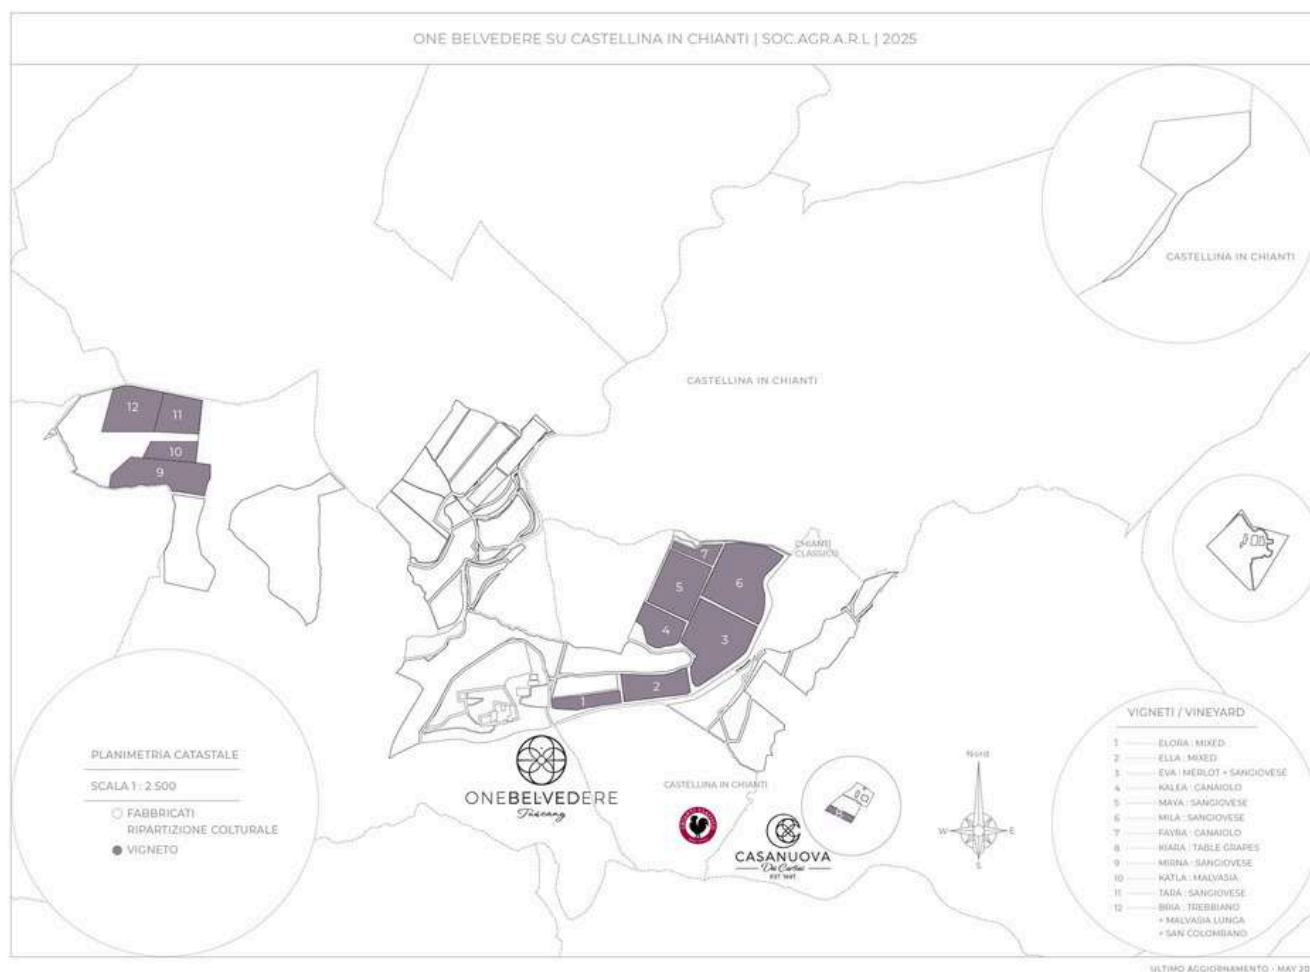 ONE BELVEDERE SU CASTELLINA IN CHIANTI | SOC.AGR.A.R.L | 2025
CASTELLINA IN CHIANTI
CASTELLINA IN CHIANTI
12
11
10
9
CHIANTI
CLASSICO
7
6
5
4
3
2
1
PLANIMETRIA CATASTALE
SCALA 1 : 2 500
FABBRICATI
RIPARTIZIONE COLTURALE
VIGNETO
ONEBELVEDERE
Tuscany
CASTELLINA IN CHIANTI
CASANUOVA
Nord
W
E
S
VIGNETI / VINEYARD
1 ELORA : MIXED
2 ELLA : MIXED
3 EVA : MERLOT + SANGIOVESE
4 KALEA : CANAIOLO
5 MAYA : SANGIOVESE
6 MILA : SANGIOVESE
7 FAYRA : CANAIOLO
8 KIARA : TABLE GRAPES
9 MIRNA : SANGIOVESE
10 KATLA : MALVASIA
11 TARA : SANGIOVESE
12 BRIA : TREBBIANO
+ MALVASIA LUNGA
+ SAN COLOMBANO
ULTIMO AGGIORNAMENTO - MAY 20